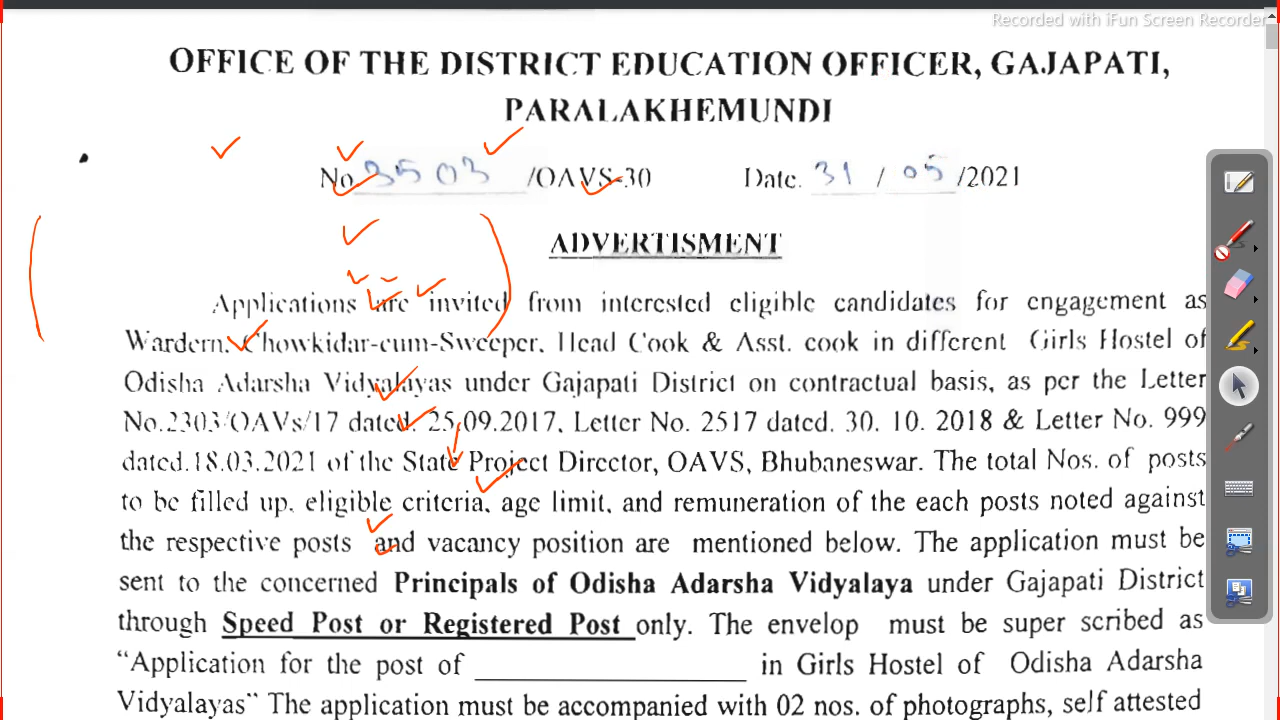 Recorded with iFun Screen Recorder
OFFICE OF THE DISTRICT EDUCATION OFFICER, GAJAPATI,
PARALAKHEMUNDI
No. 3503 /OAVS-30 Date. 31 / 05 /2021
ADVERTISMENT
Applications are invited from interested eligible candidates for engagement as
Wardern, Chowkidar-cum-Sweeper, Head Cook & Asst. cook in different Girls Hostel of
Odisha Adarsha Vidyalayas under Gajapati District on contractual basis, as per the Letter
No.2303/OAVs/17 dated. 25.09.2017, Letter No. 2517 dated. 30. 10. 2018 & Letter No. 999
dated.18.03.2021 of the State Project Director, OAVS, Bhubaneswar. The total Nos. of posts
to be filled up, eligible criteria, age limit, and remuneration of the each posts noted against
the respective posts and vacancy position are mentioned below. The application must be
sent to the concerned Principals of Odisha Adarsha Vidyalaya under Gajapati District
through Speed Post or Registered Post only. The envelop must be super scribed as
“Application for the post of ____________________ in Girls Hostel of Odisha Adarsha
Vidyalayas” The application must be accompanied with 02 nos. of photographs, self attested